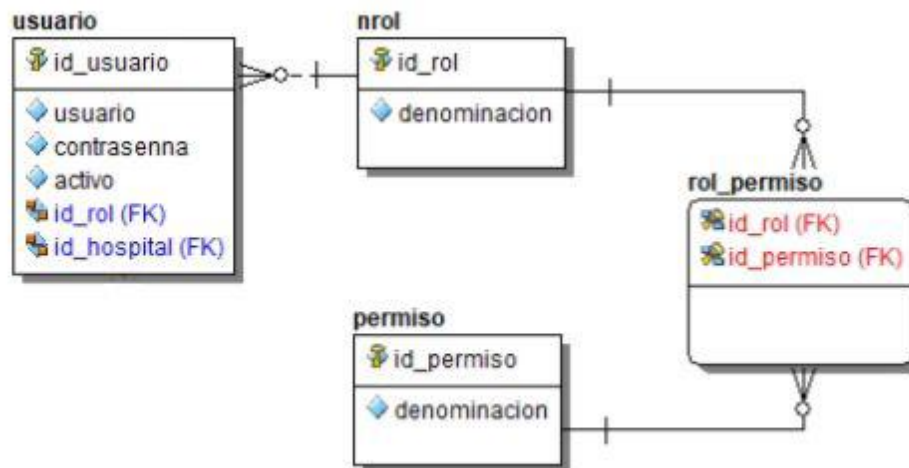 usuario
id_usuario
usuario
contrasenna
activo
id_rol (FK)
id_hospital (FK)
nrol
id_rol
denominacion
rol_permiso
id_rol (FK)
id_permiso (FK)
permiso
id_permiso
denominacion